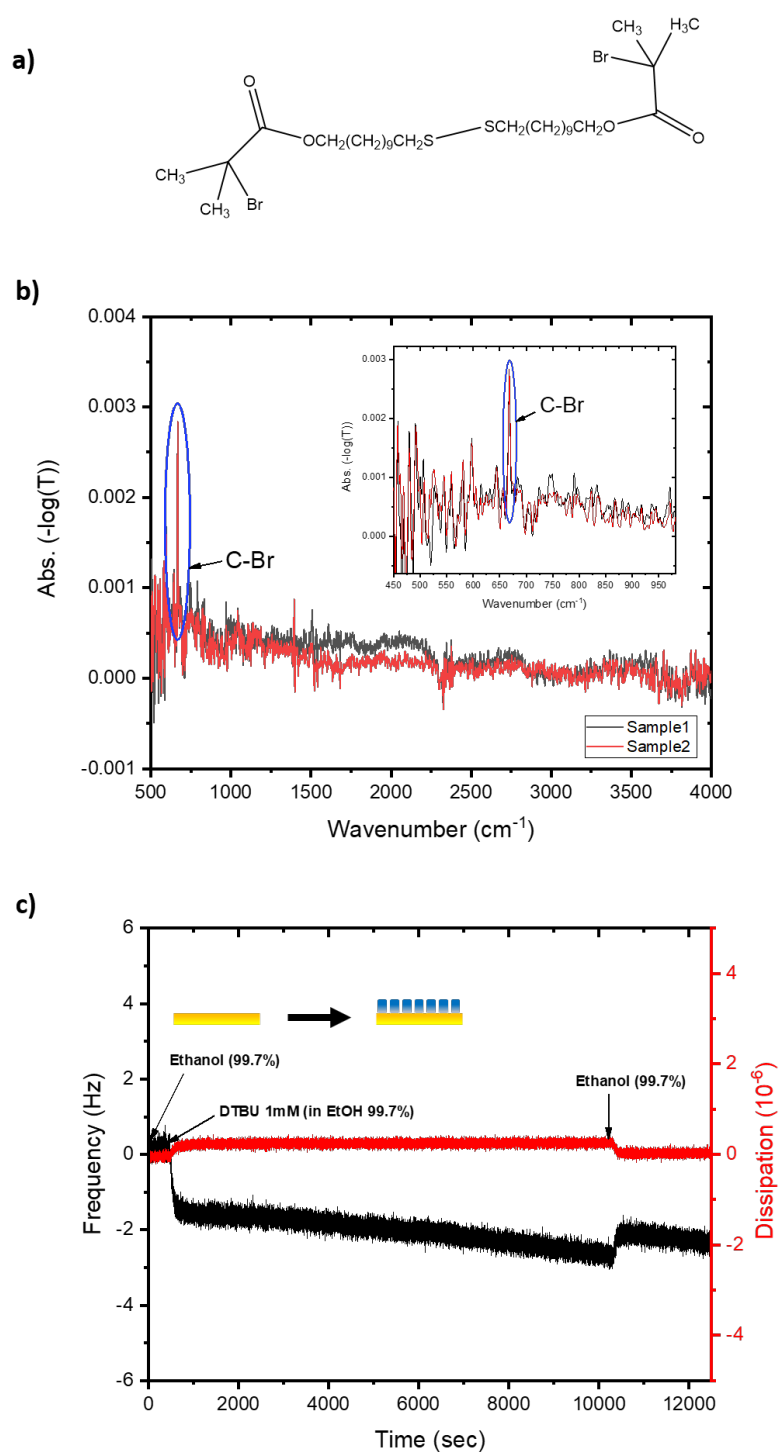 a)
CH₃
H₃C
Br
O
OCH₂(CH₂)₉CH₂S
SCH₂(CH₂)₉CH₂O
O
CH₃
CH₃
Br
b)
0.004
0.003
0.002
0.001
0.000
-0.001
Abs. (-log(T))
C-Br
500 1000 1500 2000 2500 3000 3500 4000
Wavenumber (cm⁻¹)
Sample1
Sample2
0.003
0.002
0.001
0.000
Abs. (-log(T))
C-Br
450 500 550 600 650 700 750 800 850 900 950
Wavenumber (cm⁻¹)
c)
6
4
2
0
-2
-4
-6
Frequency (Hz)
Ethanol (99.7%)
DTBU 1mM (in EtOH 99.7%)
Ethanol (99.7%)
4
2
0
-2
-4
Dissipation (10⁻⁶)
0 2000 4000 6000 8000 10000 12000
Time (sec)